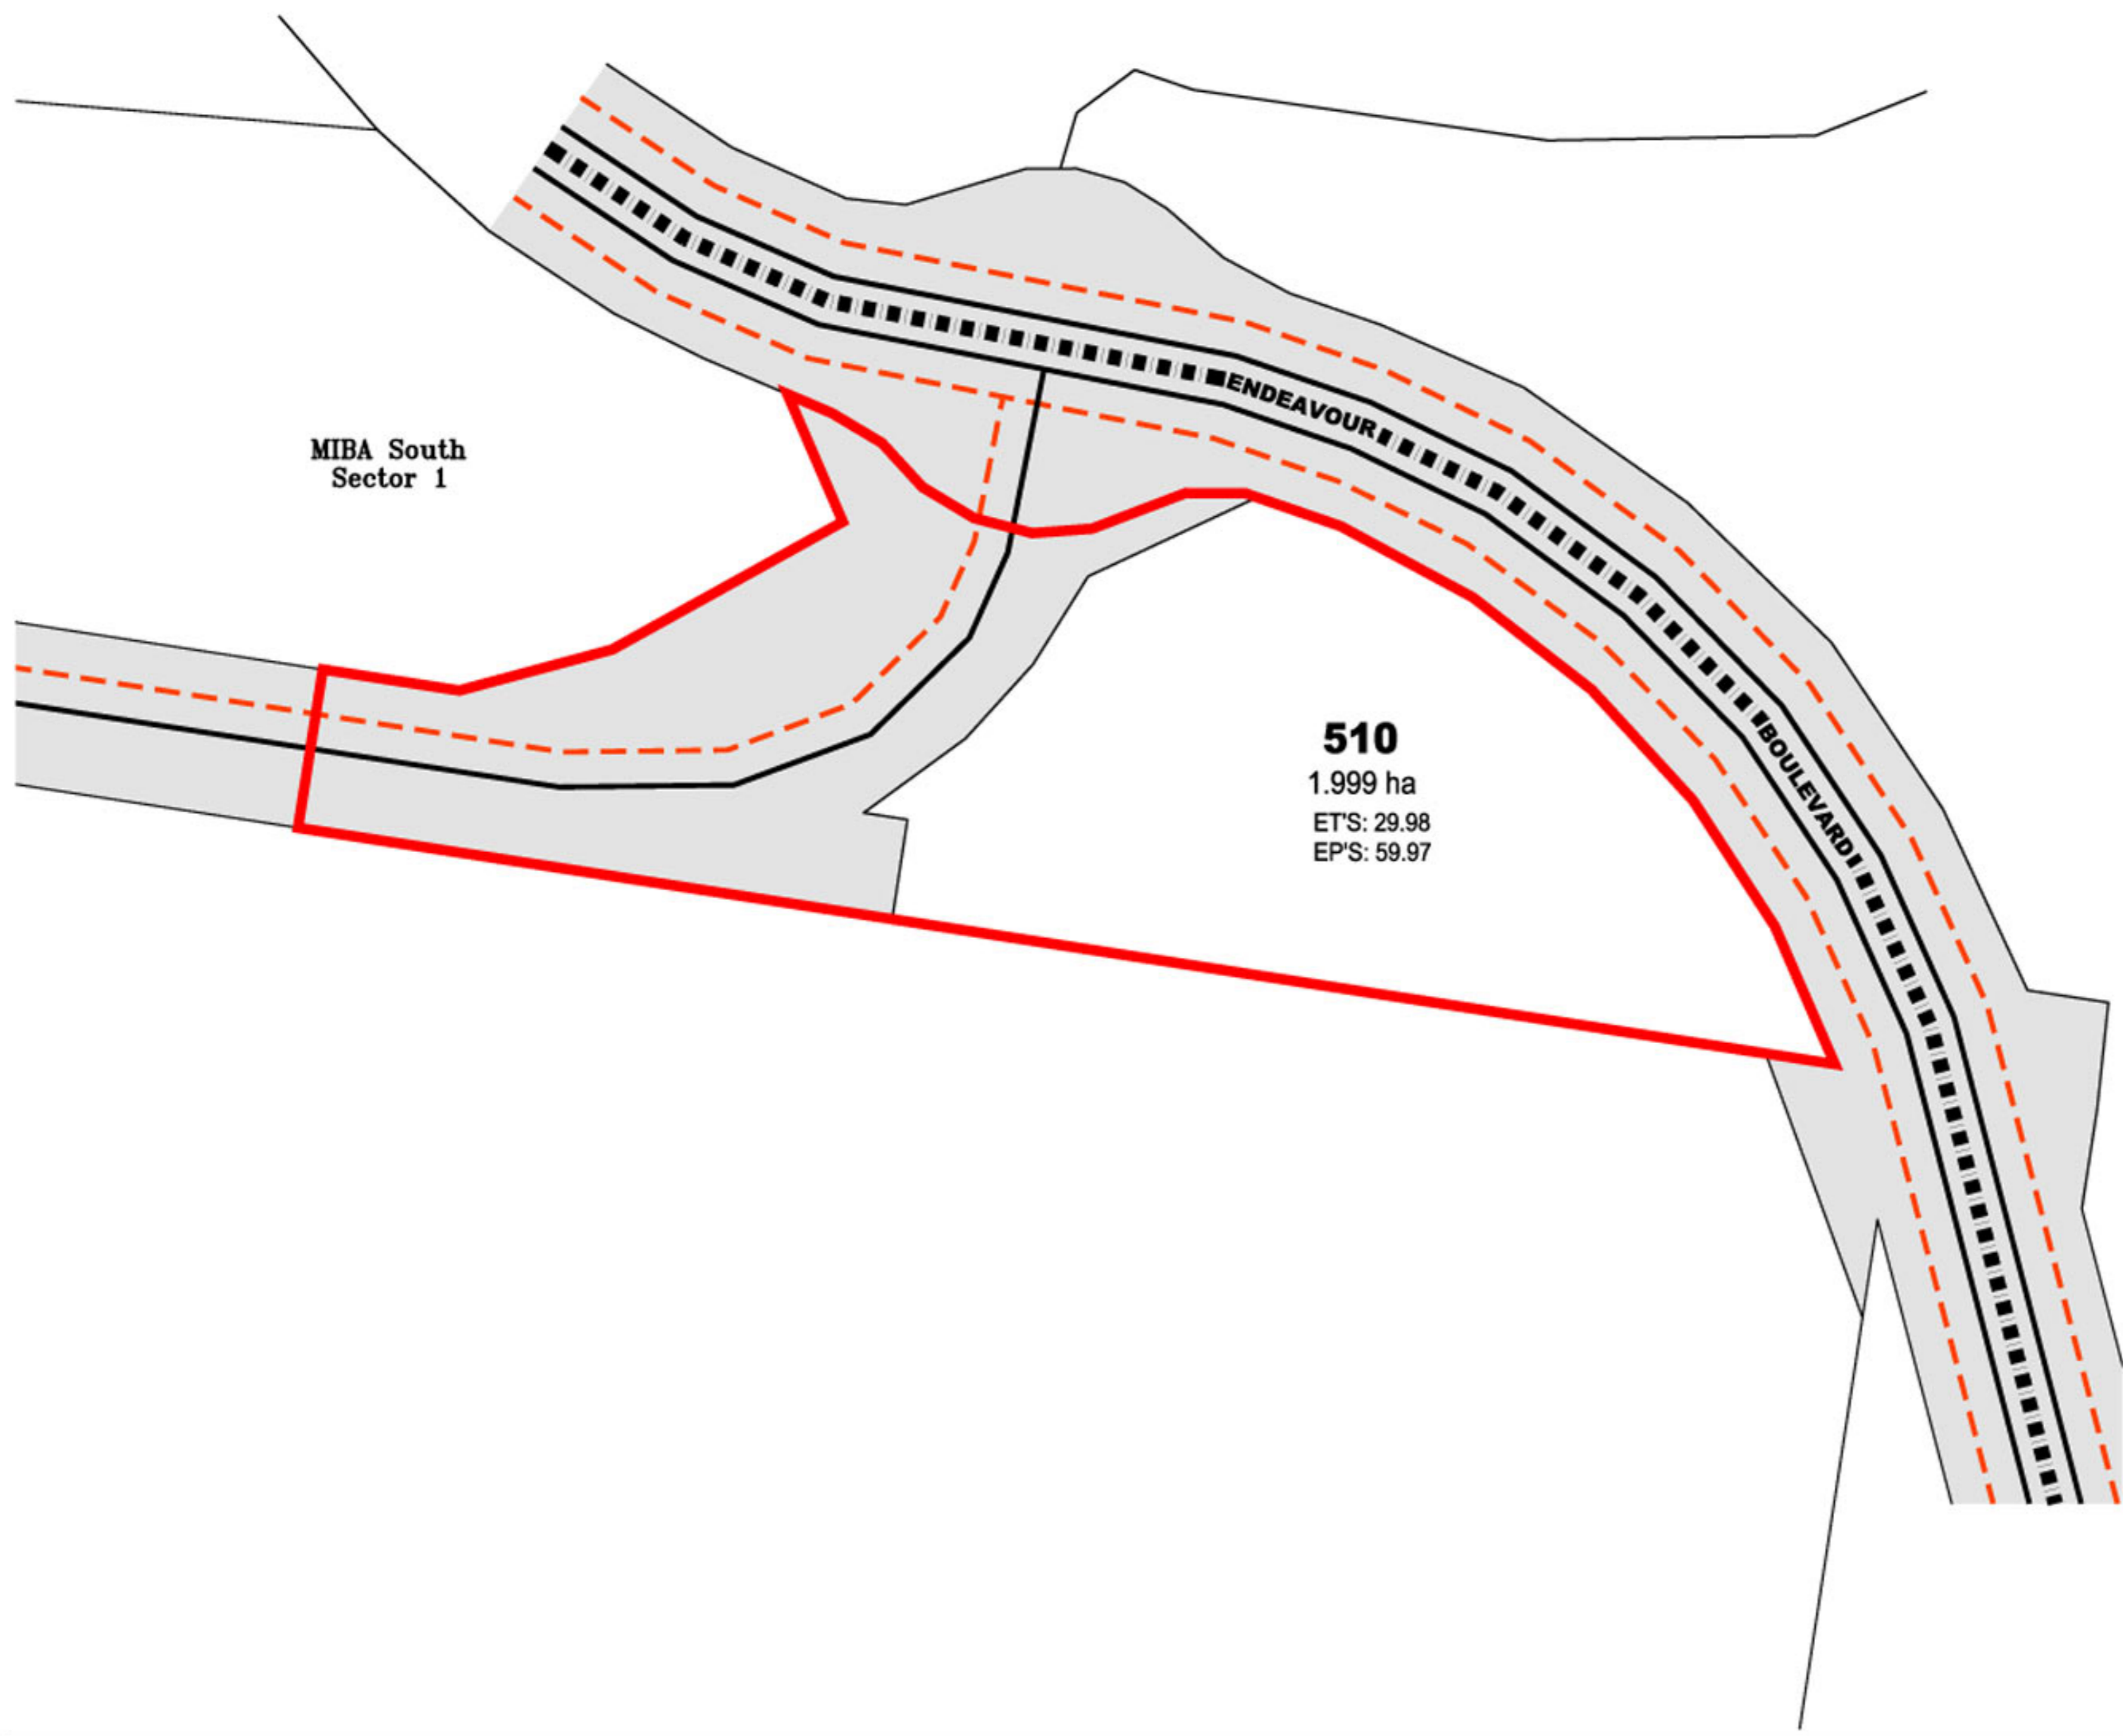 ENDEAVOUR
MIBA South
Sector 1
BOULEVARD
510
1.999 ha
ET'S: 29.98
EP'S: 59.97